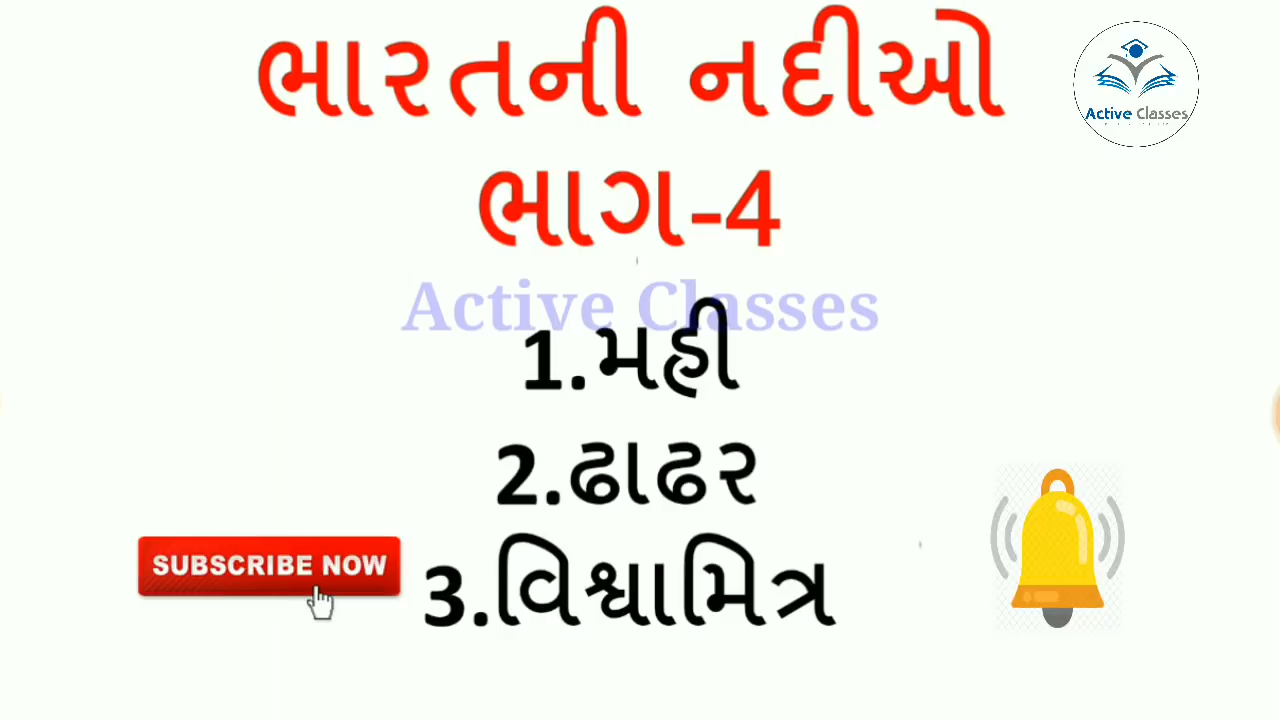 ભારતની નદીઓ
Active Classes
ભાગ-4
Active Classes
1.મહી
2.ઢાઢર
3.વિશ્વામિત્ર
SUBSCRIBE NOW